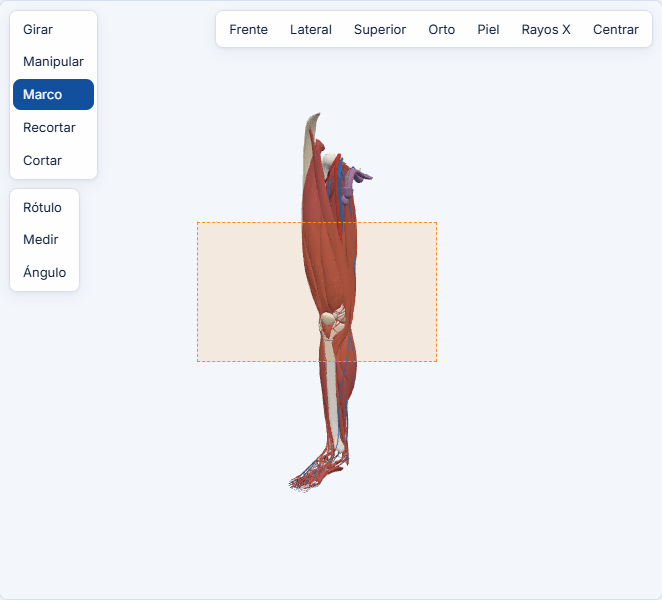 Girar
Manipular
Marco
Recortar
Cortar
Rótulo
Medir
Ángulo
Frente Lateral Superior Orto Piel Rayos X Centrar